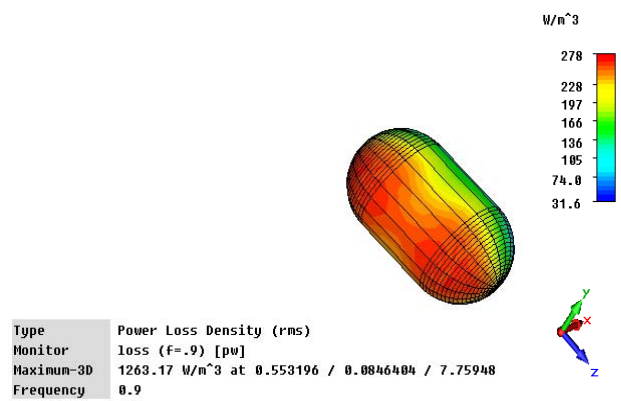 W/m^3
278
228
197
166
136
105
74.0
31.6
y
x
z
Type Power Loss Density (rms)
Monitor loss (f=.9) [pw]
Maximum-3D 1263.17 W/m^3 at 0.553196 / 0.0846404 / 7.75948
Frequency 0.9